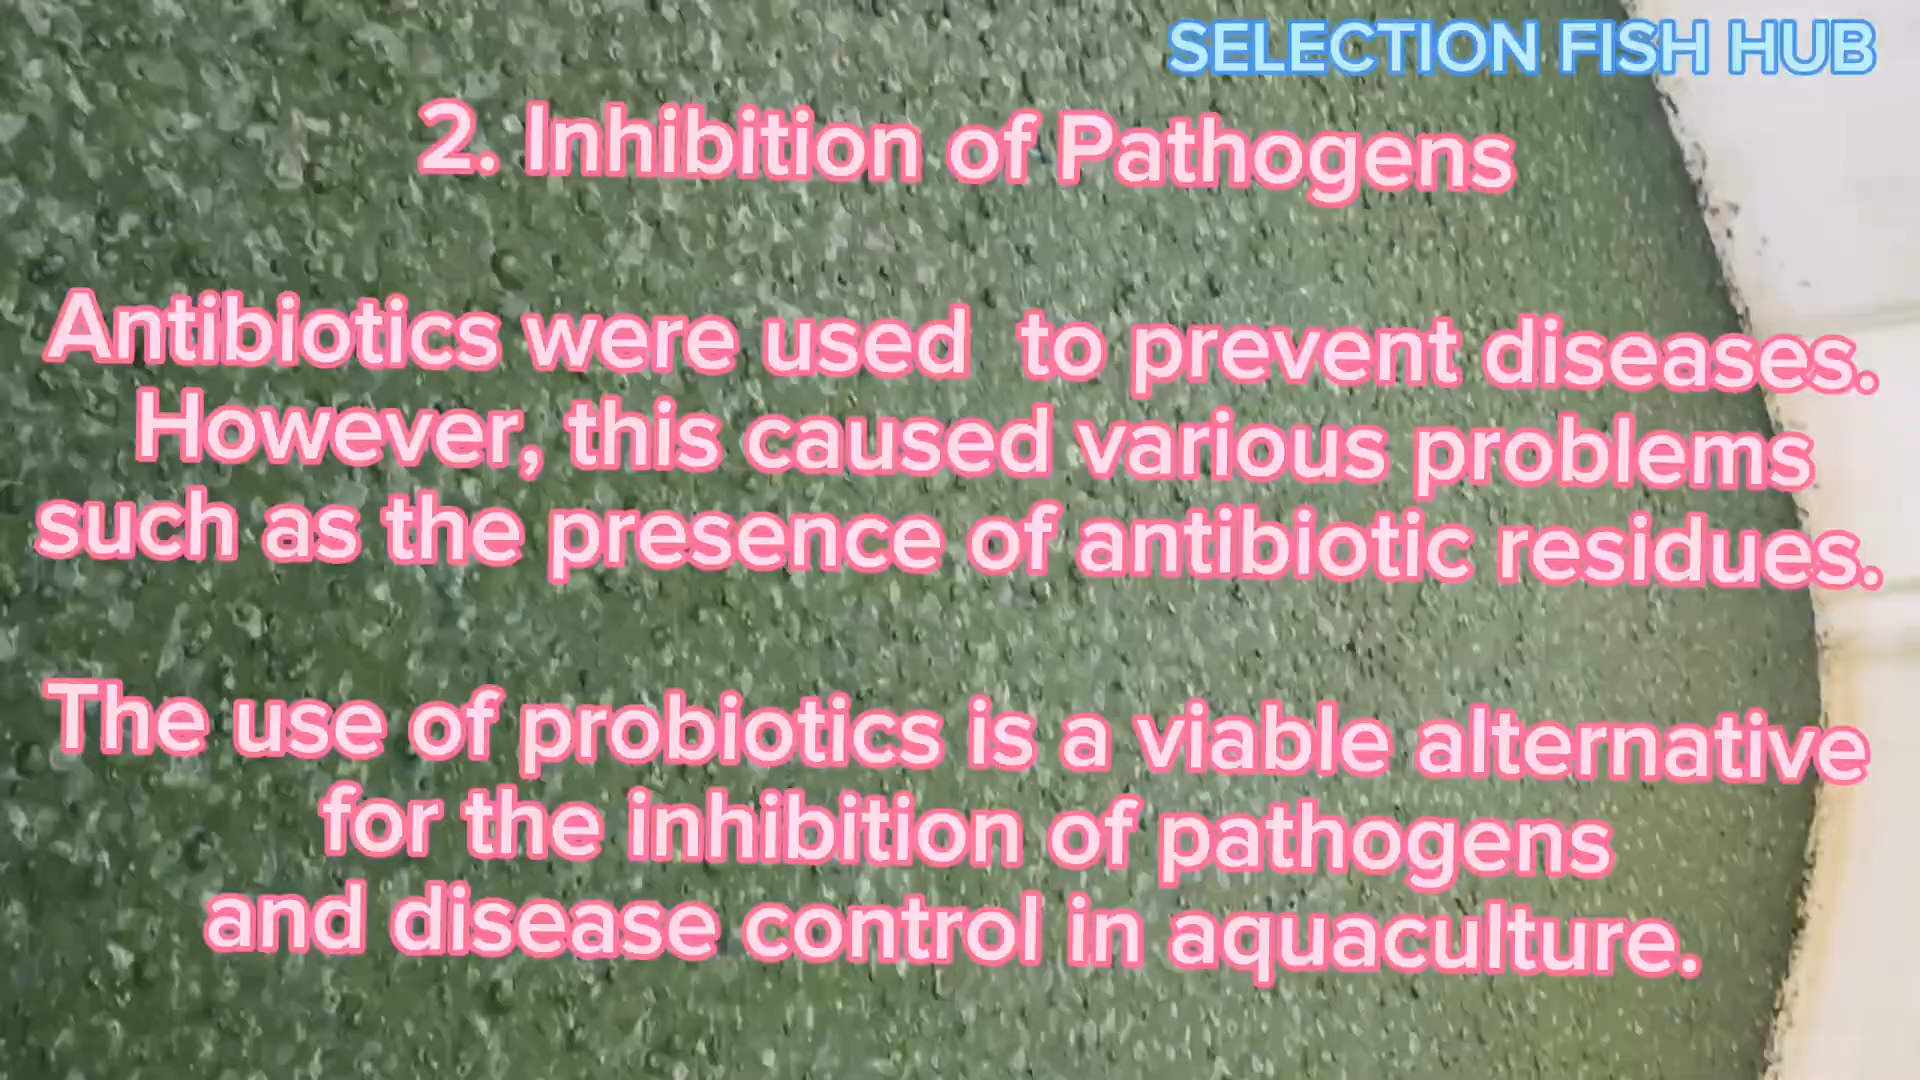 SELECTION FISH HUB
2. Inhibition of Pathogens
Antibiotics were used  to prevent diseases.
However, this caused various problems
such as the presence of antibiotic residues.
The use of probiotics is a viable alternative
for the inhibition of pathogens
and disease control in aquaculture.